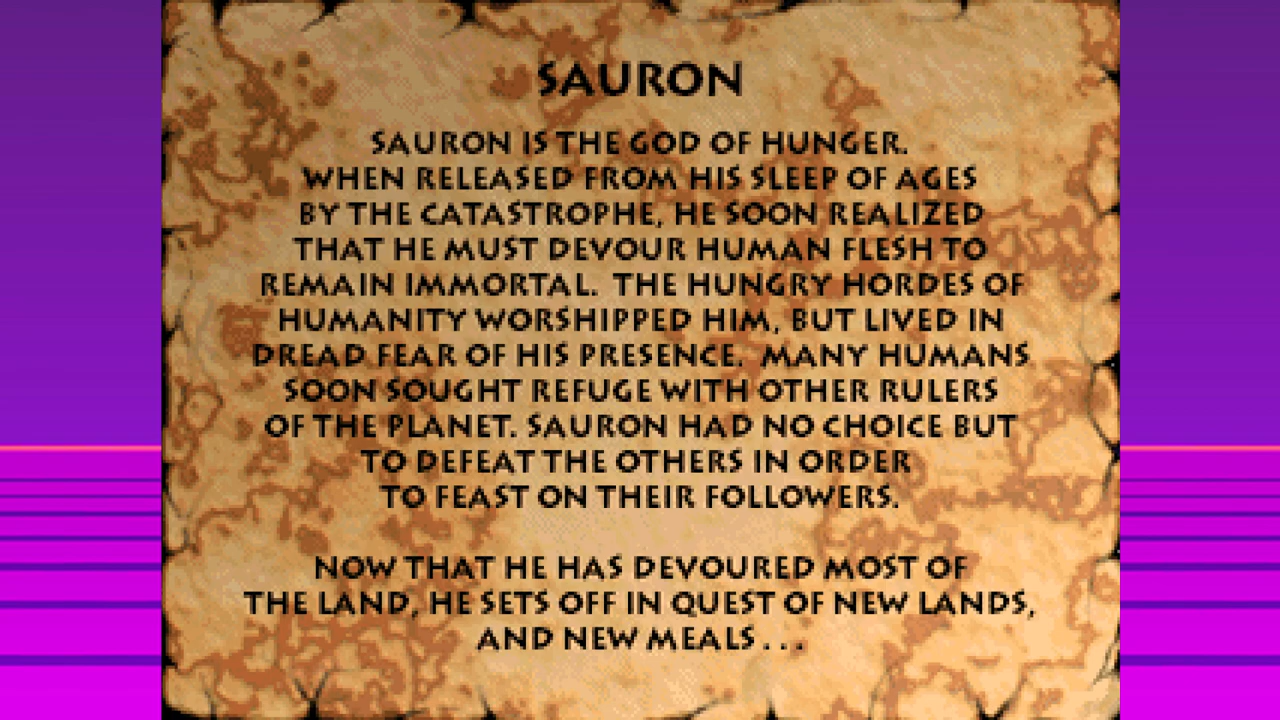 SAURON
SAURON IS THE GOD OF HUNGER.
WHEN RELEASED FROM HIS SLEEP OF AGES
BY THE CATASTROPHE, HE SOON REALIZED
THAT HE MUST DEVOUR HUMAN FLESH TO
REMAIN IMMORTAL. THE HUNGRY HORDES OF
HUMANITY WORSHIPPED HIM, BUT LIVED IN
DREAD FEAR OF HIS PRESENCE. MANY HUMANS
SOON SOUGHT REFUGE WITH OTHER RULERS
OF THE PLANET. SAURON HAD NO CHOICE BUT
TO DEFEAT THE OTHERS IN ORDER
TO FEAST ON THEIR FOLLOWERS.
NOW THAT HE HAS DEVOURED MOST OF
THE LAND, HE SETS OFF IN QUEST OF NEW LANDS,
AND NEW MEALS . . .